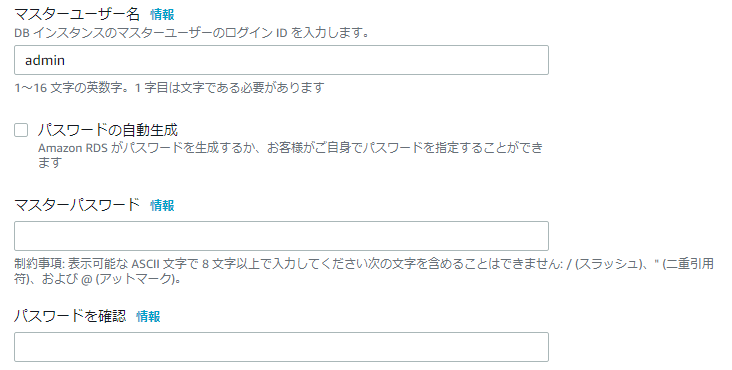 マスターユーザー名 情報
DB インスタンスのマスターユーザーのログイン ID を入力します。
admin
1～16 文字の英数字。1 字目は文字である必要があります
パスワードの自動生成
Amazon RDS がパスワードを生成するか、お客様がご自身でパスワードを指定することができ
ます
マスターパスワード 情報
制約事項: 表示可能な ASCII 文字で 8 文字以上で入力してください次の文字を含めることはできません: / (スラッシュ)、" (二重引用
符)、および @ (アットマーク)。
パスワードを確認 情報